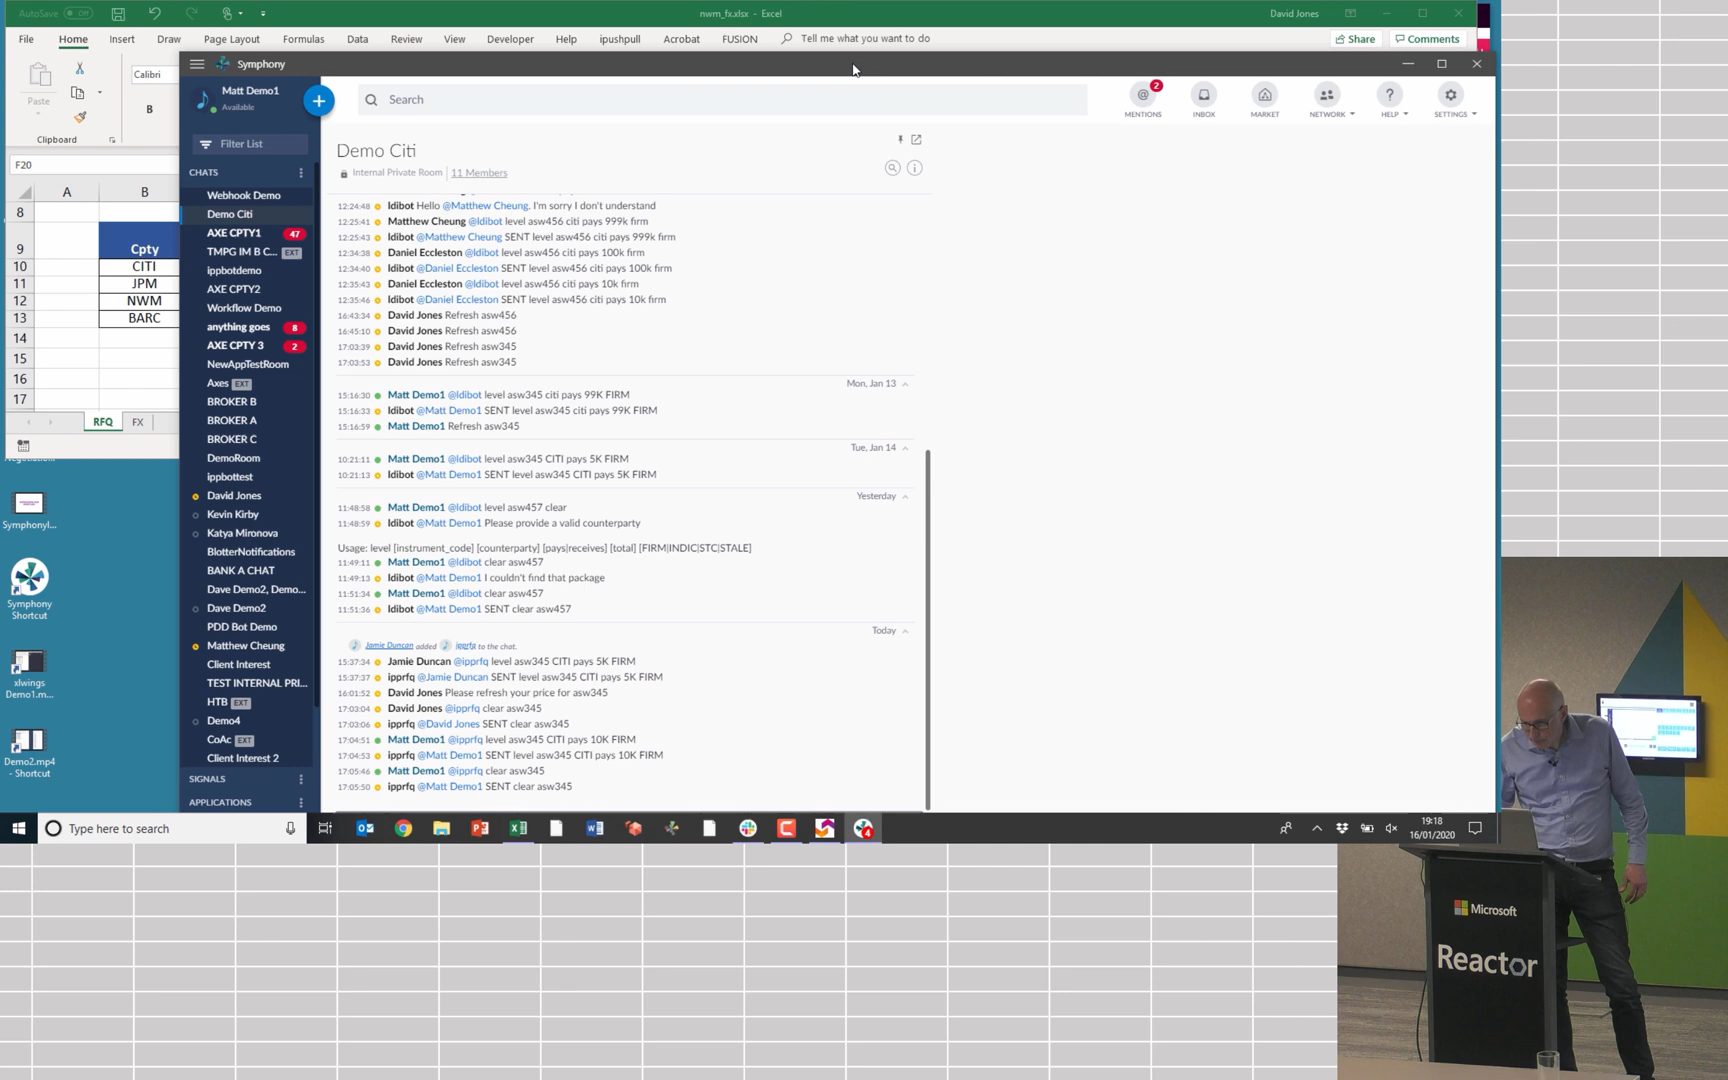 AutoSave Off
nwm_fx.xlsx - Excel
David Jones
File Home Insert Draw Page Layout Formulas Data Review View Developer Help ipushpull Acrobat FUSION Tell me what you want to do Share Comments
Paste
Calibri
B
Clipboard
F20
A B
8
9 Cpty
10 CITI
11 JPM
12 NWM
13 BARC
14
15
16
17
RFQ FX
Symphony
Matt Demo1
Available
+
Filter List
CHATS
Webhook Demo
Demo Citi
AXE CPTY1 47
TMPG IM B C... EXT
ippbotdemo
AXE CPTY2
Workflow Demo
anything goes 8
AXE CPTY 3 2
NewAppTestRoom
Axes EXT
BROKER B
BROKER A
BROKER C
DemoRoom
ippbottest
David Jones
Kevin Kirby
Katya Mironova
BlotterNotifications
BANK A CHAT
Dave Demo2, Demo...
Dave Demo2
PDD Bot Demo
Matthew Cheung
Client Interest
TEST INTERNAL PRI...
HTB EXT
Demo4
CoAc EXT
Client Interest 2
SIGNALS
APPLICATIONS
Search
2
MENTIONS INBOX MARKET NETWORK HELP SETTINGS
Demo Citi
Internal Private Room 11 Members
12:24:48 ldibot Hello @Matthew Cheung. I'm sorry I don't understand
12:25:41 Matthew Cheung @ldibot level asw456 citi pays 999k firm
12:25:43 ldibot @Matthew Cheung SENT level asw456 citi pays 999k firm
12:34:38 Daniel Eccleston @ldibot level asw456 citi pays 100k firm
12:34:40 ldibot @Daniel Eccleston SENT level asw456 citi pays 100k firm
12:35:43 Daniel Eccleston @ldibot level asw456 citi pays 10k firm
12:35:46 ldibot @Daniel Eccleston SENT level asw456 citi pays 10k firm
16:43:34 David Jones Refresh asw456
16:45:10 David Jones Refresh asw456
17:03:39 David Jones Refresh asw345
17:03:53 David Jones Refresh asw345
Mon, Jan 13
15:16:30 Matt Demo1 @ldibot level asw345 citi pays 99K FIRM
15:16:33 ldibot @Matt Demo1 SENT level asw345 citi pays 99K FIRM
15:16:59 Matt Demo1 Refresh asw345
Tue, Jan 14
10:21:11 Matt Demo1 @ldibot level asw345 CITI pays 5K FIRM
10:21:13 ldibot @Matt Demo1 SENT level asw345 CITI pays 5K FIRM
Yesterday
11:48:58 Matt Demo1 @ldibot level asw457 clear
11:48:59 ldibot @Matt Demo1 Please provide a valid counterparty
Usage: level [instrument_code] [counterparty] [pays|receives] [total] [FIRM|INDIC|STC|STALE]
11:49:11 Matt Demo1 @ldibot clear asw457
11:49:13 ldibot @Matt Demo1 I couldn't find that package
11:51:34 Matt Demo1 @ldibot clear asw457
11:51:36 ldibot @Matt Demo1 SENT clear asw457
Today
Jamie Duncan added ipprfq to the chat.
15:37:34 Jamie Duncan @ipprfq level asw345 CITI pays 5K FIRM
15:37:37 ipprfq @Jamie Duncan SENT level asw345 CITI pays 5K FIRM
16:01:52 David Jones Please refresh your price for asw345
17:03:04 David Jones @ipprfq clear asw345
17:03:06 ipprfq @David Jones SENT clear asw345
17:04:51 Matt Demo1 @ipprfq level asw345 CITI pays 10K FIRM
17:04:53 ipprfq @Matt Demo1 SENT level asw345 CITI pays 10K FIRM
17:05:46 Matt Demo1 @ipprfq clear asw345
17:05:50 ipprfq @Matt Demo1 SENT clear asw345
SymphonyI...
Symphony
Shortcut
xlwings
Demo1.m...
Demo2.mp4
- Shortcut
Type here to search
4
19:18
16/01/2020
Microsoft
Reactor